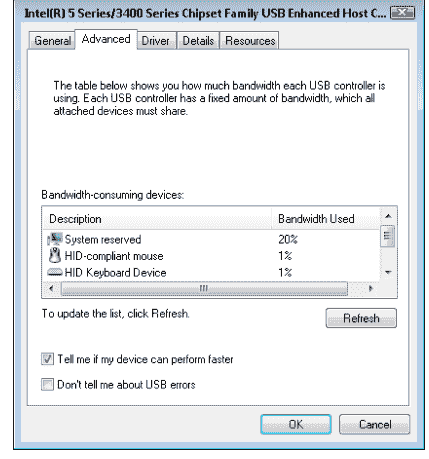 Intel(R) 5 Series/3400 Series Chipset Family USB Enhanced Host C...
General Advanced Driver Details Resources
The table below shows you how much bandwidth each USB controller is
using. Each USB controller has a fixed amount of bandwidth, which all
attached devices must share.
Bandwidth-consuming devices:
Description Bandwidth Used
System reserved 20%
HID-compliant mouse 1%
HID Keyboard Device 1%
To update the list, click Refresh.
Refresh
Tell me if my device can perform faster
Don't tell me about USB errors
OK Cancel